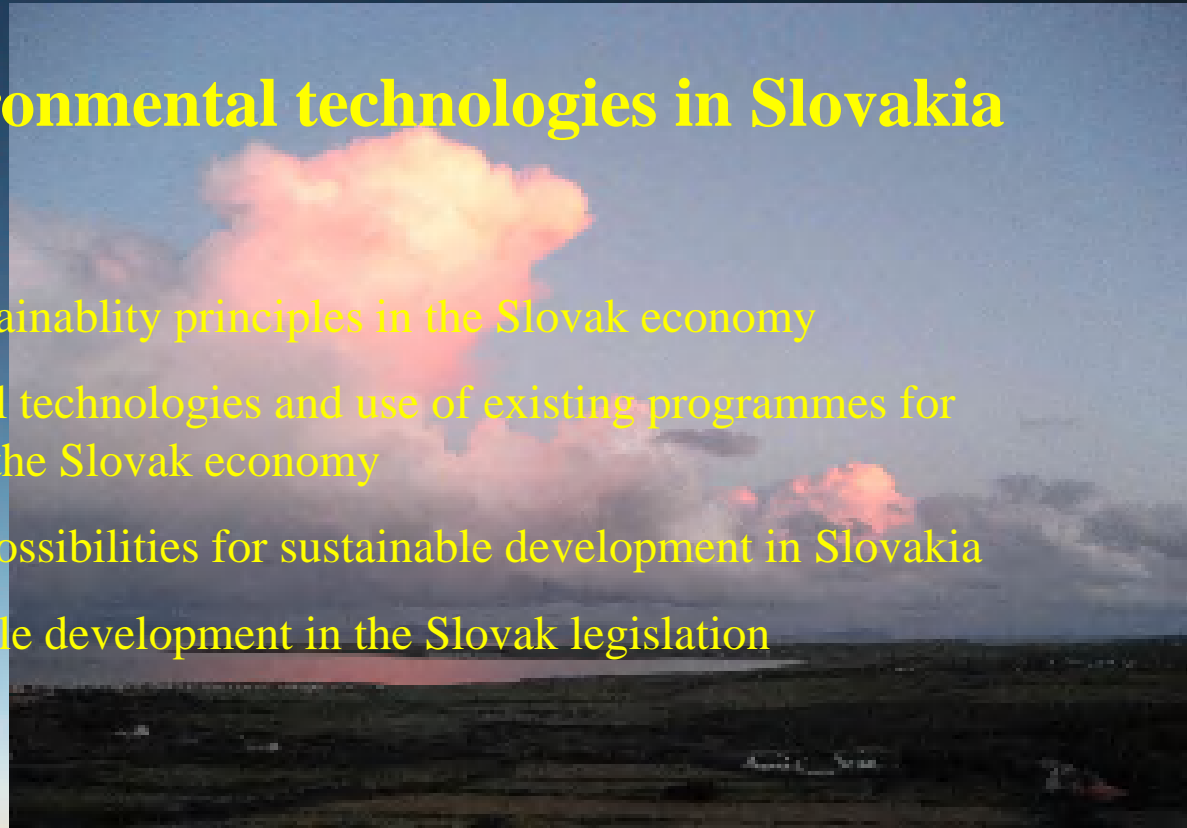 onmental technologies in Slovakia
ainablity principles in the Slovak economy
l technologies and use of existing programmes for
the Slovak economy
ossibilities for sustainable development in Slovakia
le development in the Slovak legislation